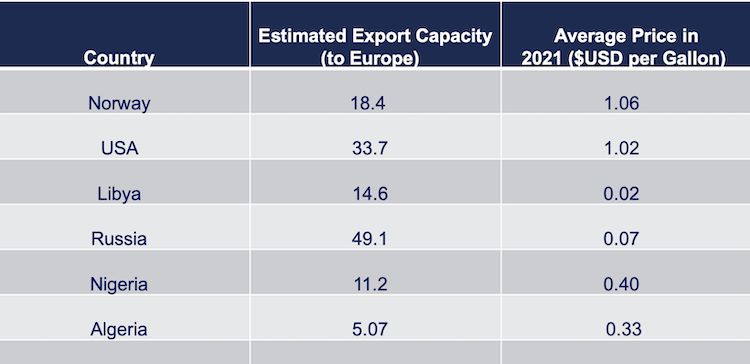 Country Estimated Export Capacity (to Europe) Average Price in 2021 ($USD per Gallon)
Norway 18.4 1.06
USA 33.7 1.02
Libya 14.6 0.02
Russia 49.1 0.07
Nigeria 11.2 0.40
Algeria 5.07 0.33